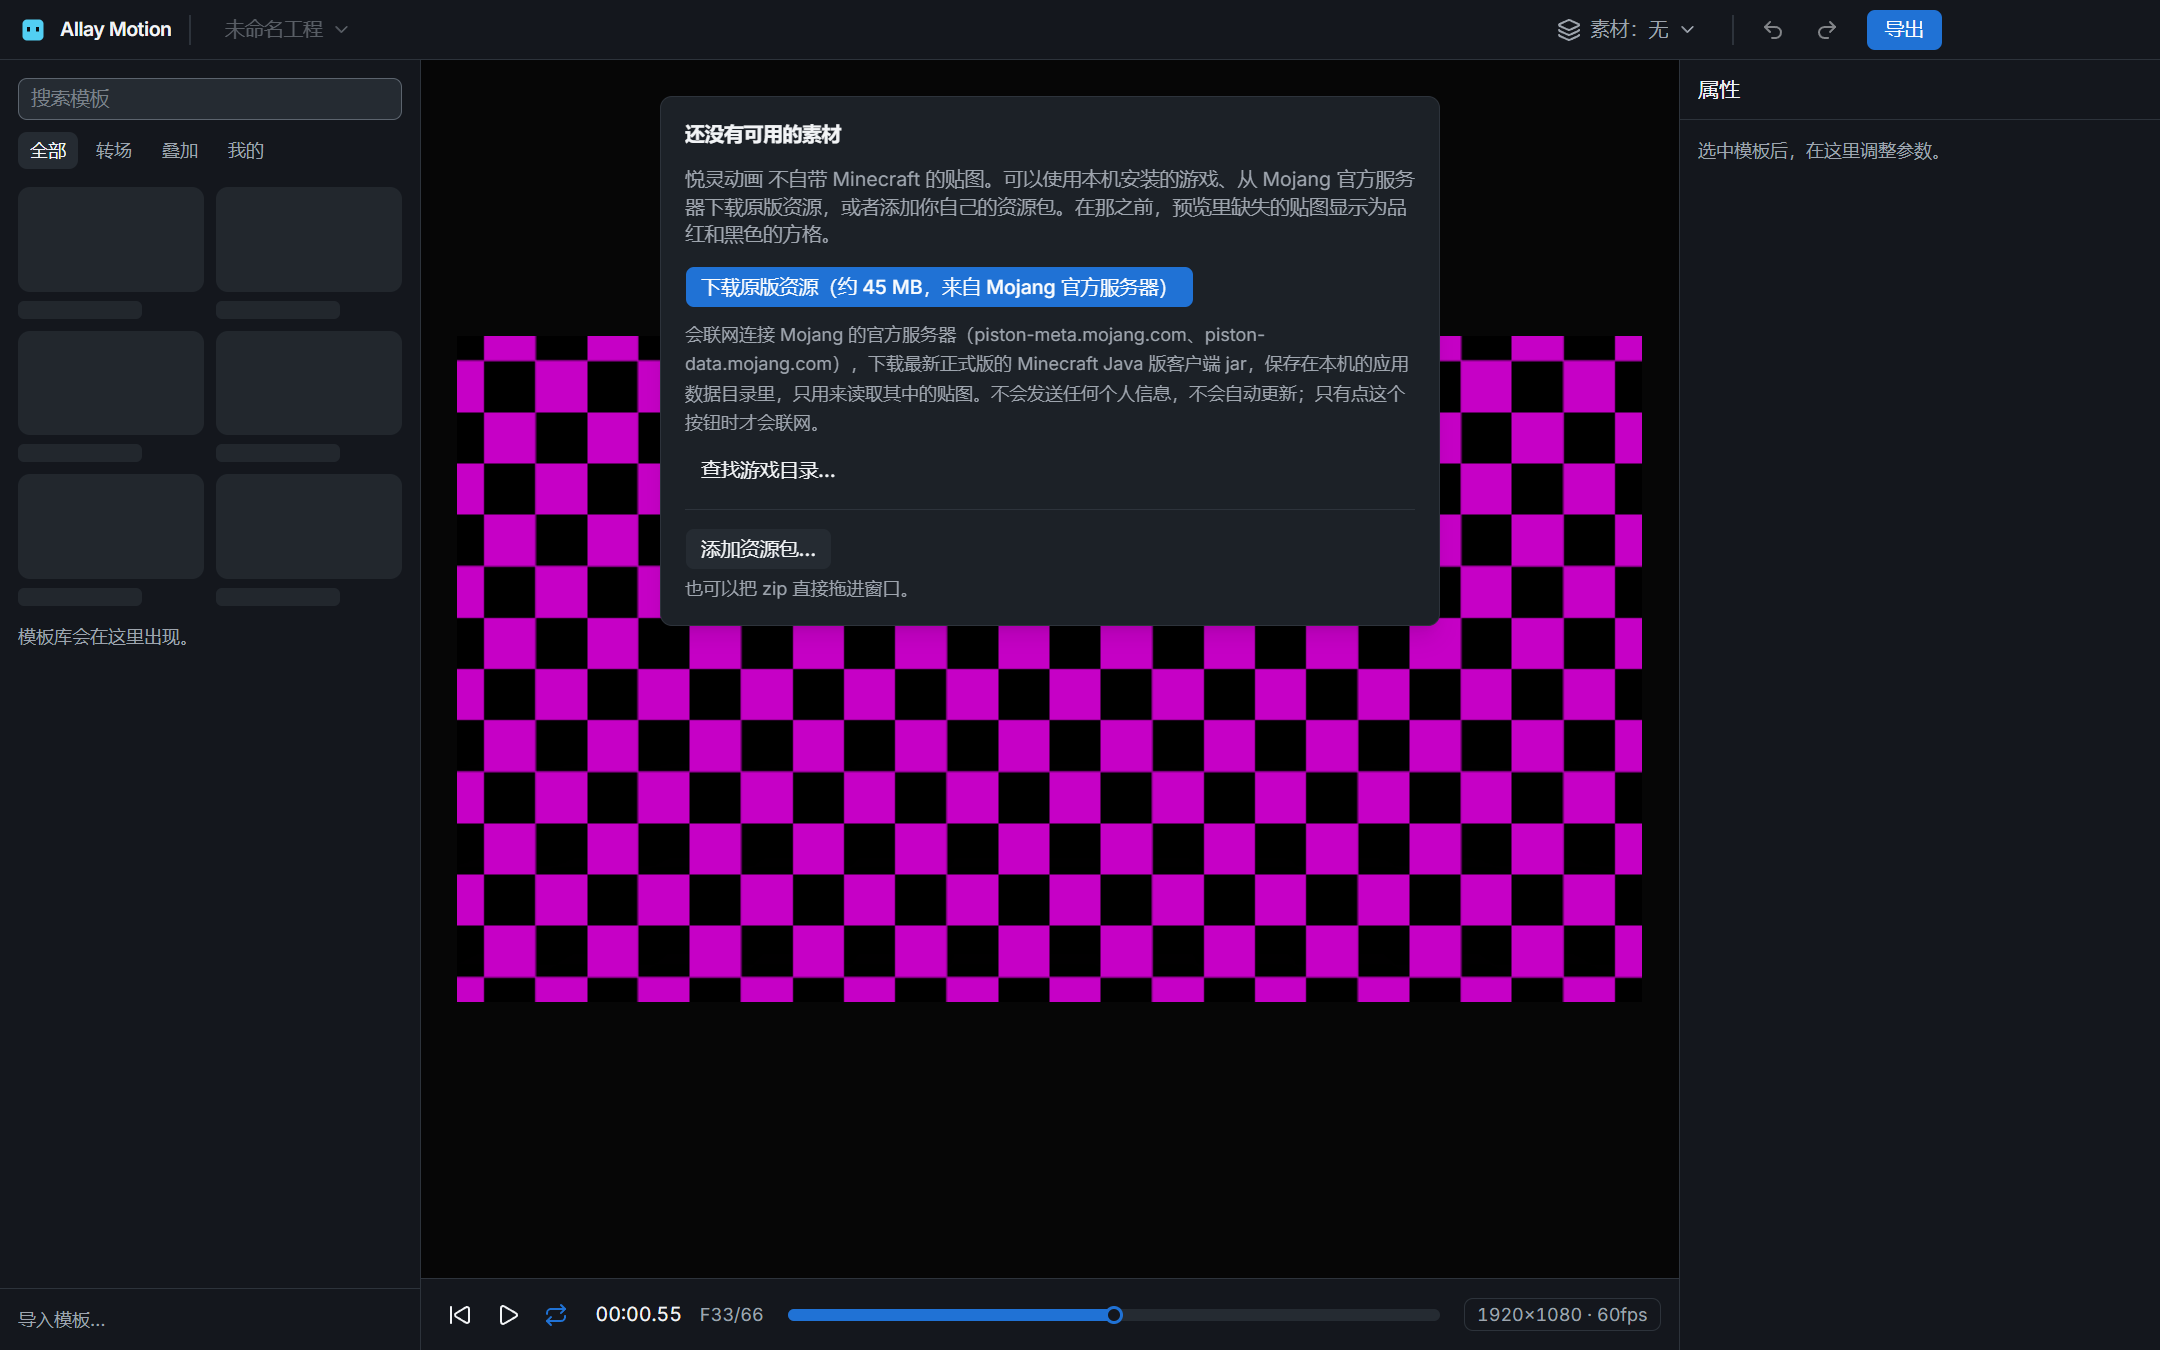 Allay Motion
未命名工程
素材：无
导出
搜索模板
全部 转场 叠加 我的
模板库会在这里出现。
导入模板...
还没有可用的素材
悦灵动画 不自带 Minecraft 的贴图。可以使用本机安装的游戏、从 Mojang 官方服务
器下载原版资源，或者添加你自己的资源包。在那之前，预览里缺失的贴图显示为品
红和黑色的方格。
下载原版资源（约 45 MB，来自 Mojang 官方服务器）
会联网连接 Mojang 的官方服务器（piston-meta.mojang.com、piston-
data.mojang.com），下载最新正式版的 Minecraft Java 版客户端 jar，保存在本机的应用
数据目录里，只用来读取其中的贴图。不会发送任何个人信息，不会自动更新；只有点这个
按钮时才会联网。
查找游戏目录...
添加资源包...
也可以把 zip 直接拖进窗口。
00:00.55 F33/66
1920×1080 · 60fps
属性
选中模板后，在这里调整参数。